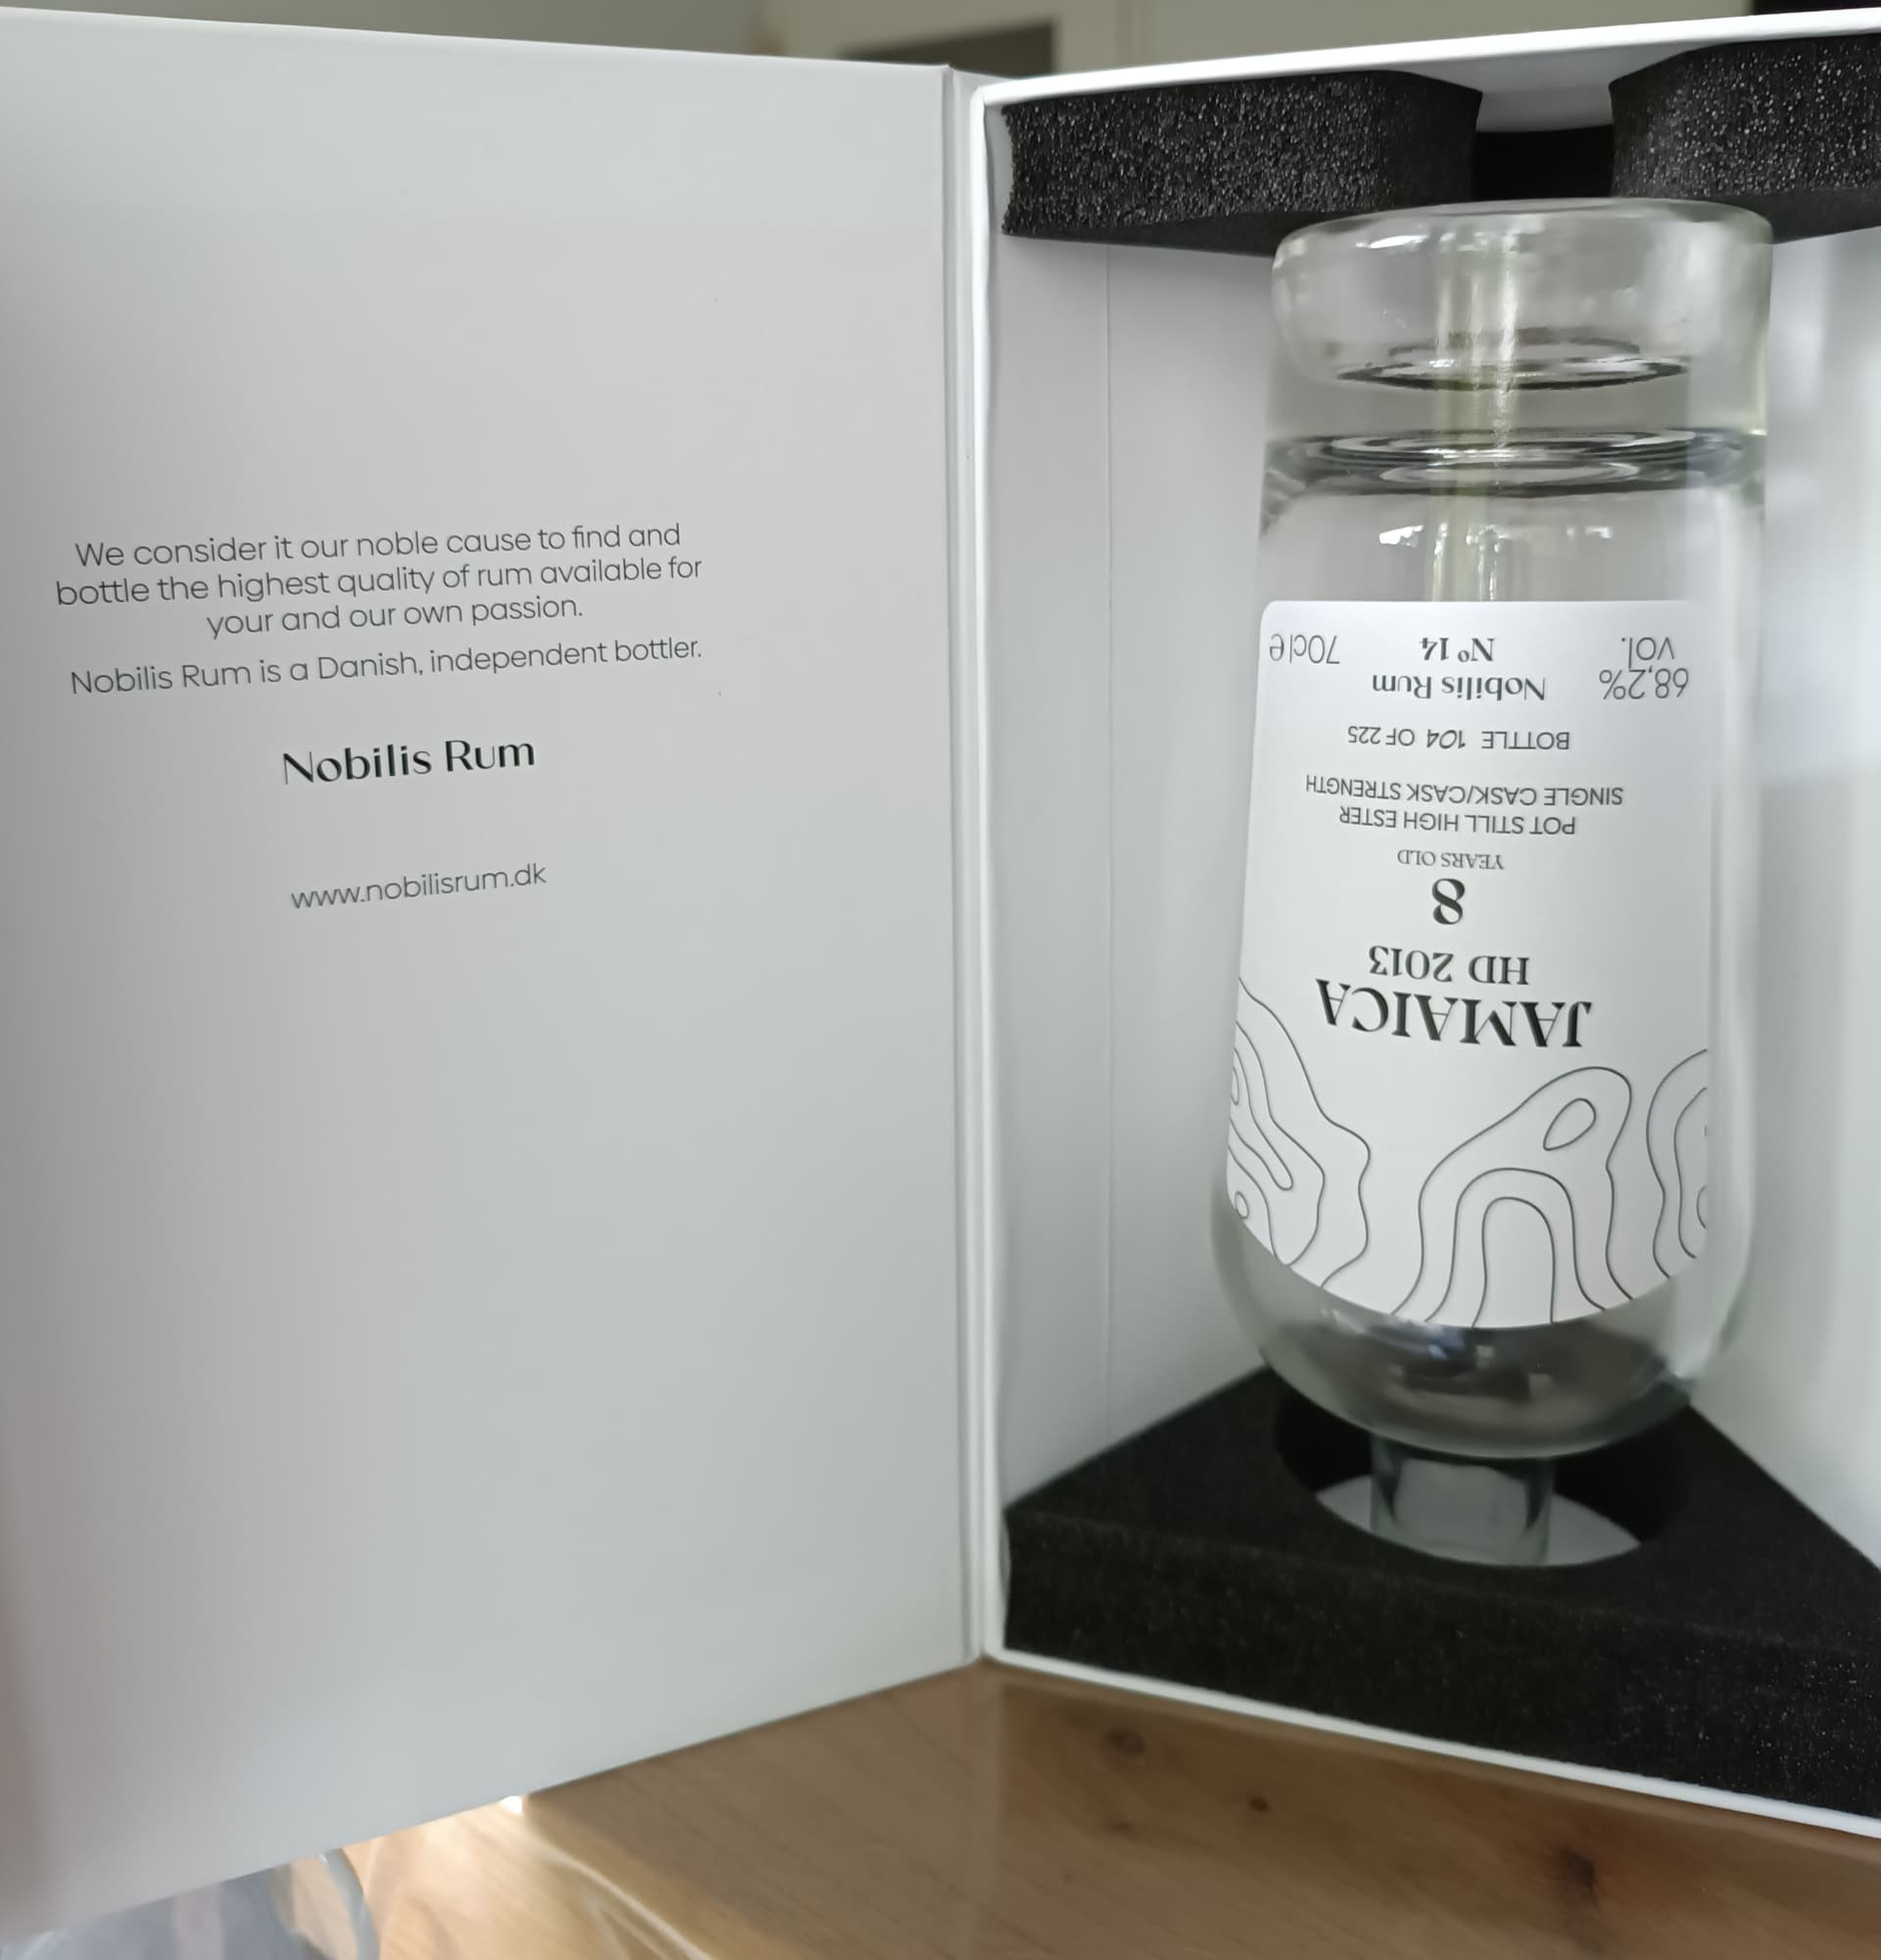 We consider it our noble cause to find and
bottle the highest quality of rum available for
your and our own passion.
Nobilis Rum is a Danish, independent bottler.
Nobilis Rum
www.nobilisrum.dk
JAMAICA
HD 2013
8
YEARS OLD
POT STILL HIGH ESTER
SINGLE CASK/CASK STRENGTH
BOTTLE 104 OF 225
68,2% Nobilis Rum
VOL. Nº 14 70cl e